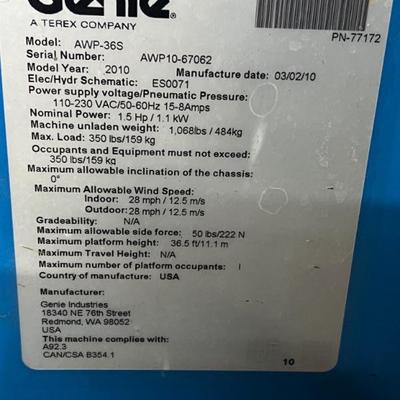 Genie®
A TEREX COMPANY
PN-77172
Model: AWP-36S
Serial Number: AWP10-67062
Model Year: 2010 Manufacture date: 03/02/10
Elec/Hydr Schematic: ES0071
Power supply voltage/Pneumatic Pressure:
110-230 VAC/50-60Hz 15-8Amps
Nominal Power: 1.5 Hp / 1.1 kW
Machine unladen weight: 1,068lbs / 484kg
Max. Load: 350 lbs/159 kg
Occupants and Equipment must not exceed:
350 lbs/159 kg
Maximum allowable inclination of the chassis:
0°
Maximum Allowable Wind Speed:
Indoor: 28 mph / 12.5 m/s
Outdoor: 28 mph / 12.5 m/s
Gradeability: N/A
Maximum allowable side force: 50 lbs/222 N
Maximum platform height: 36.5 ft/11.1 m
Maximum Travel Height: N/A
Maximum number of platform occupants: 1
Country of manufacture: USA
Manufacturer:
Genie Industries
18340 NE 76th Street
Redmond, WA 98052
USA
This machine complies with:
A92.3
CAN/CSA B354.1
10